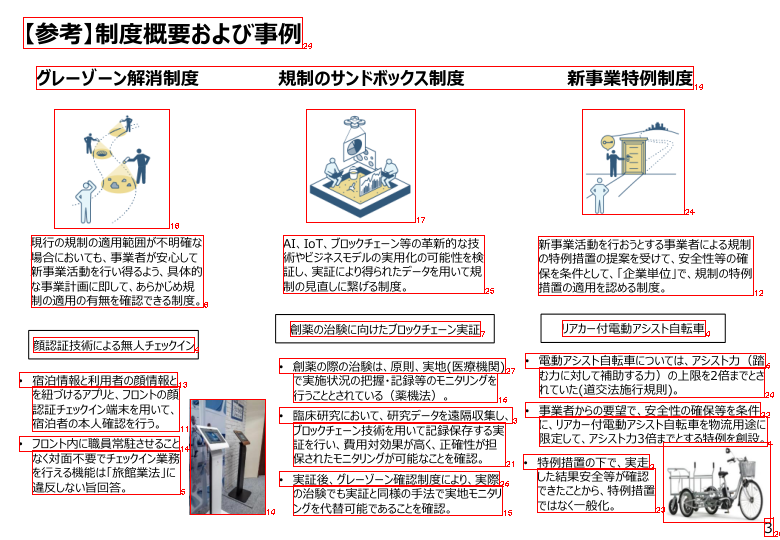 【参考】制度概要および事例
グレーゾーン解消制度
現行の規制の適用範囲が不明確な
場合においても、事業者が安心して
新事業活動を行い得るよう、具体的
な事業計画に即して、あらかじめ規
制の適用の有無を確認できる制度。
顔認証技術による無人チェックイン
• 宿泊情報と利用者の顔情報と
を紐づけるアプリと、フロントの顔
認証チェックイン端末を用いて、
宿泊者の本人確認を行う。
• フロント内に職員常駐させること
なく対面不要でチェックイン業務
を行える機能は「旅館業法」に
違反しない旨回答。
規制のサンドボックス制度
AI、IoT、ブロックチェーン等の革新的な技
術やビジネスモデルの実用化の可能性を検
証し、実証により得られたデータを用いて規
制の見直しに繋げる制度。
創薬の治験に向けたブロックチェーン実証
• 創薬の際の治験は、原則、実地(医療機関)
で実施状況の把握・記録等のモニタリングを
行うこととされている（薬機法）。
• 臨床研究において、研究データを遠隔収集し、
ブロックチェーン技術を用いて記録保存する実
証を行い、費用対効果が高く、正確性が担
保されたモニタリングが可能なことを確認。
• 実証後、グレーゾーン確認制度により、実際
の治験でも実証と同様の手法で実地モニタリ
ングを代替可能であることを確認。
新事業特例制度
新事業活動を行おうとする事業者による規制
の特例措置の提案を受けて、安全性等の確
保を条件として、「企業単位」で、規制の特例
措置の適用を認める制度。
リアカー付電動アシスト自転車
• 電動アシスト自転車については、アシスト力（踏
む力に対して補助する力）の上限を2倍までとさ
れていた(道交法施行規則)。
• 事業者からの要望で、安全性の確保等を条件
に、リアカー付電動アシスト自転車を物流用途に
限定して、アシスト力3倍までとする特例を創設。
• 特例措置の下で、実走
した結果安全等が確認
できたことから、特例措置
ではなく一般化。
3